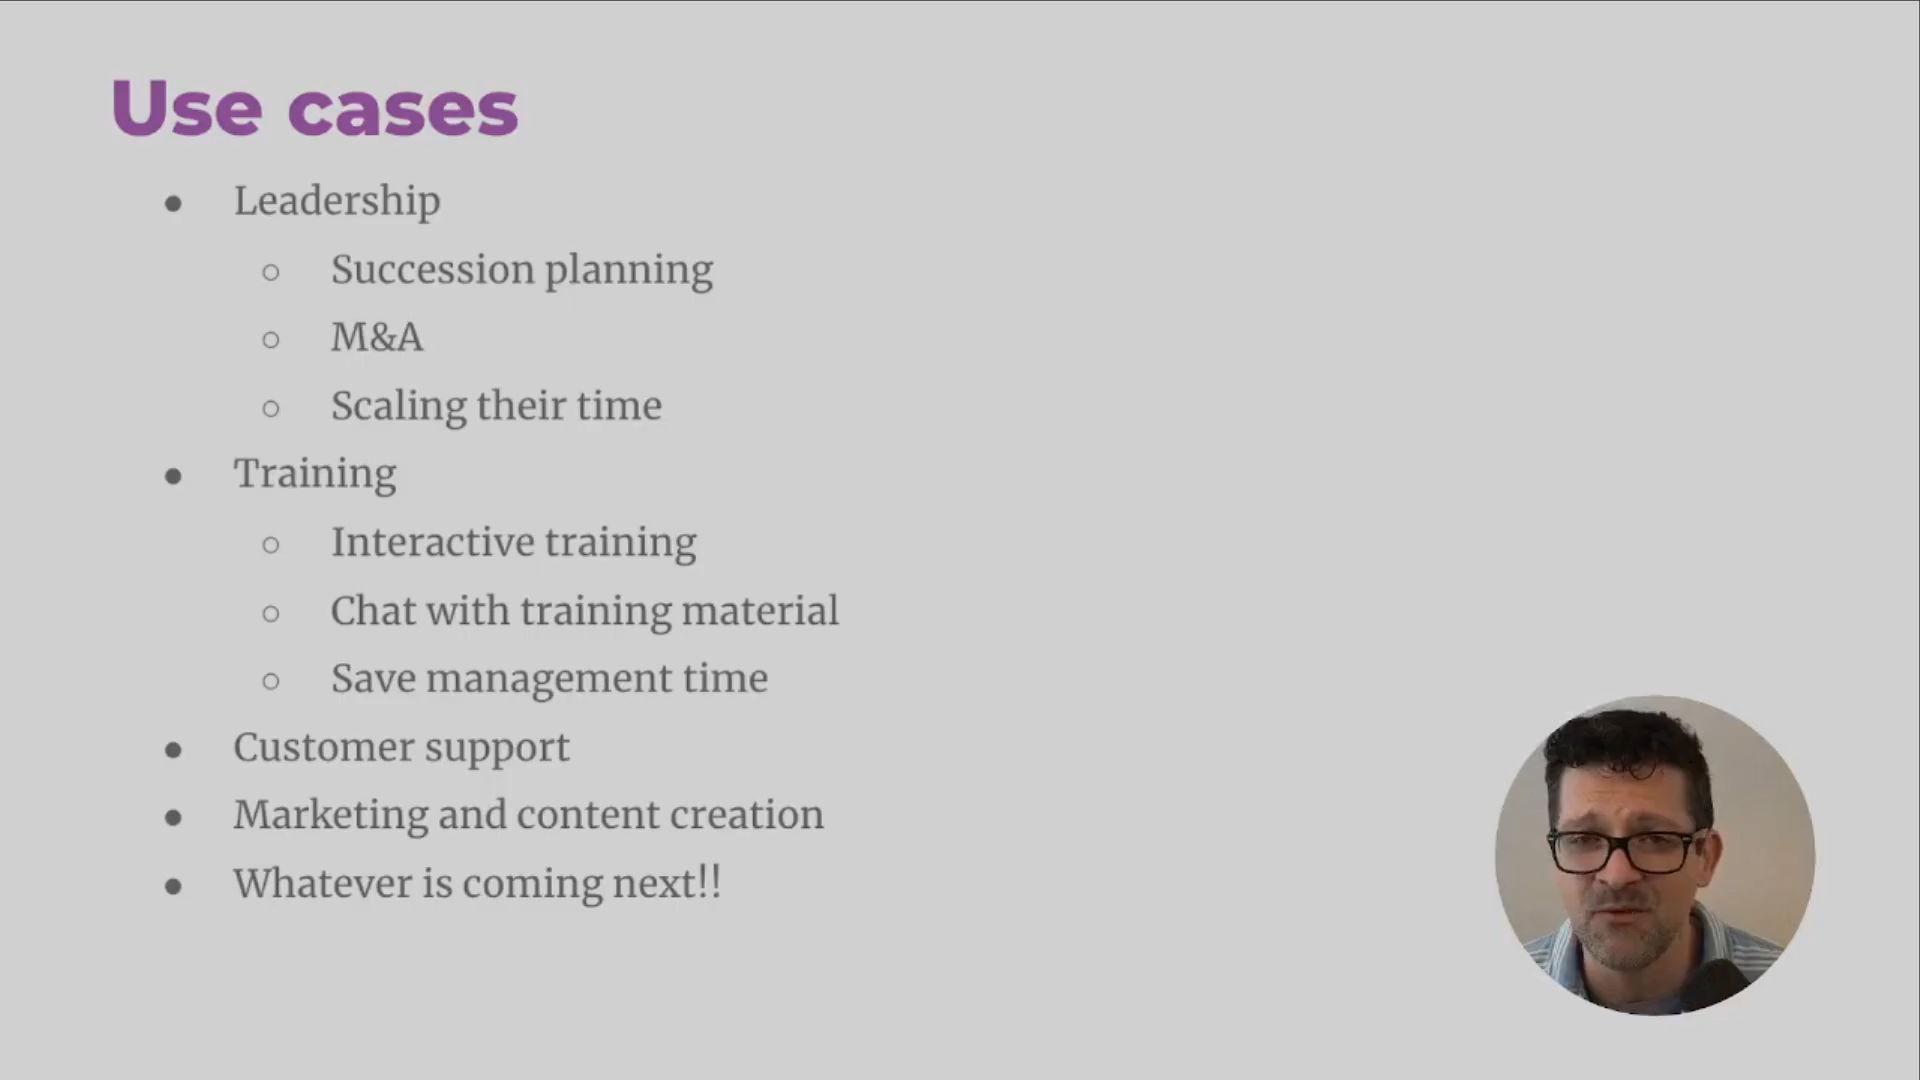 Use cases
● Leadership
○ Succession planning
○ M&A
○ Scaling their time
● Training
○ Interactive training
○ Chat with training material
○ Save management time
● Customer support
● Marketing and content creation
● Whatever is coming next!!